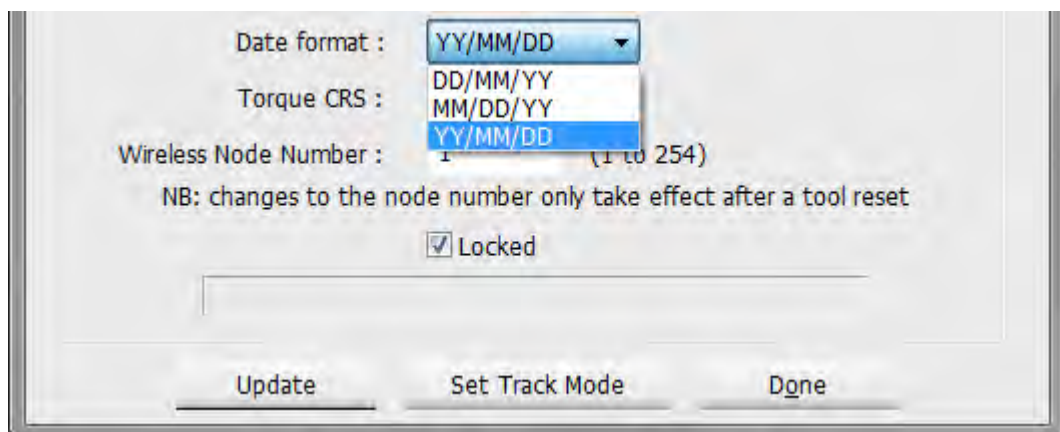 Date format : YY/MM/DD
DD/MM/YY
Torque CRS : MM/DD/YY
YY/MM/DD
Wireless Node Number : 1 (1 to 254)
NB: changes to the node number only take effect after a tool reset
Locked
Update Set Track Mode Done